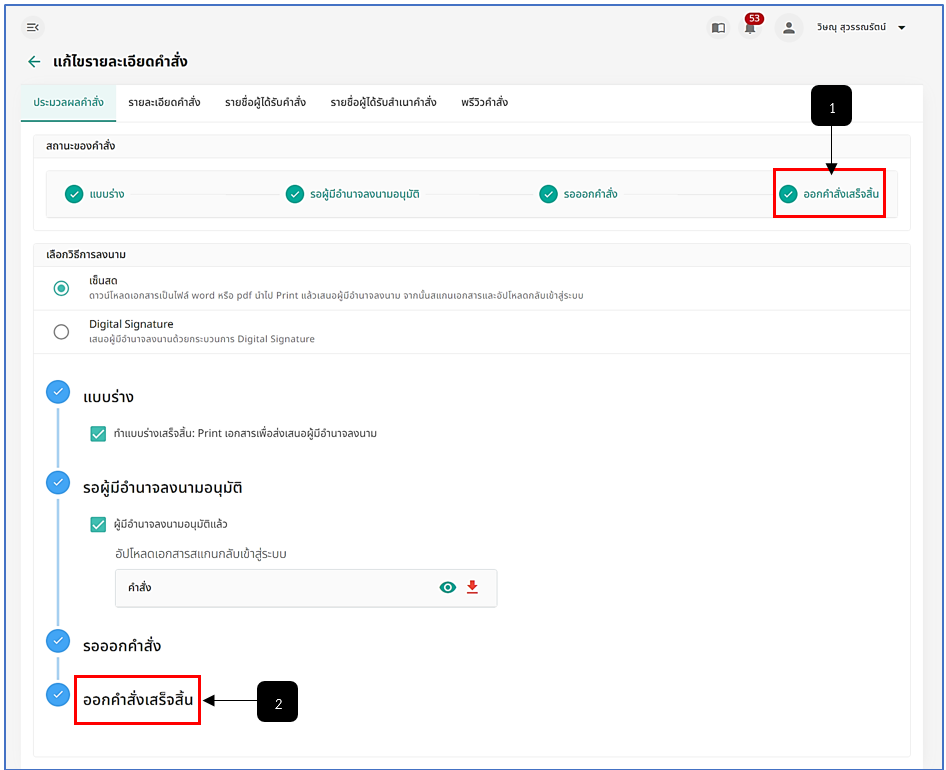 53
วิษณุ สุวรรณรัตน์
แก้ไขรายละเอียดคำสั่ง
ประมวลผลคำสั่ง รายละเอียดคำสั่ง รายชื่อผู้ได้รับคำสั่ง รายชื่อผู้ได้รับสำเนาคำสั่ง พรีวิวคำสั่ง
1
สถานะของคำสั่ง
แบบร่าง รอผู้มีอำนาจลงนามอนุมัติ รอออกคำสั่ง ออกคำสั่งเสร็จสิ้น
เลือกวิธีการลงนาม
เซ็นสด
ดาวน์โหลดเอกสารเป็นไฟล์ word หรือ pdf นำไป Print แล้วเสนอผู้มีอำนาจลงนาม จากนั้นสแกนเอกสารและอัปโหลดกลับเข้าสู่ระบบ
Digital Signature
เสนอผู้มีอำนาจลงนามด้วยกระบวนการ Digital Signature
แบบร่าง
ทำแบบร่างเสร็จสิ้น: Print เอกสารเพื่อส่งเสนอผู้มีอำนาจลงนาม
รอผู้มีอำนาจลงนามอนุมัติ
ผู้มีอำนาจลงนามอนุมัติแล้ว
อัปโหลดเอกสารสแกนกลับเข้าสู่ระบบ
คำสั่ง
รอออกคำสั่ง
ออกคำสั่งเสร็จสิ้น
2